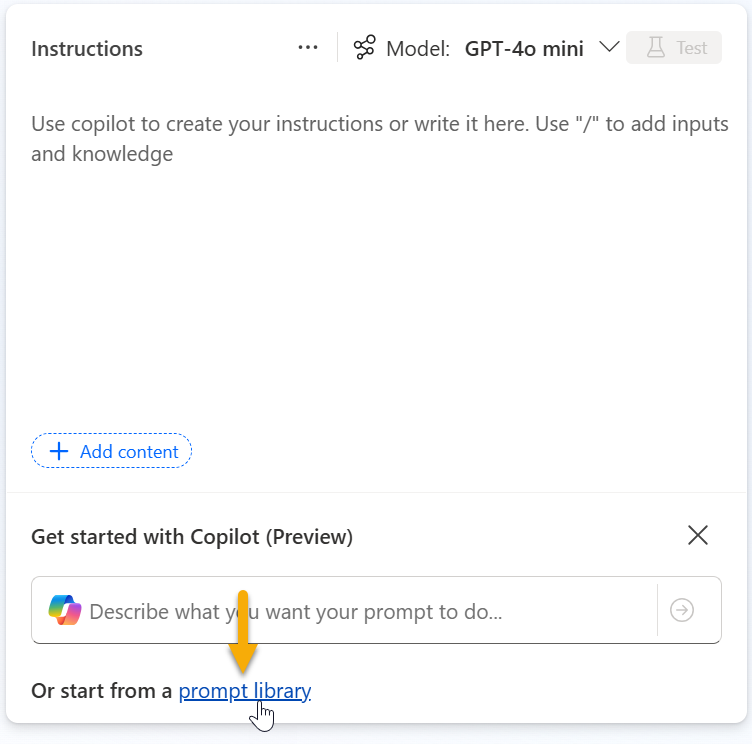 Instructions ... Model: GPT-4o mini Test
Use copilot to create your instructions or write it here. Use "/" to add inputs
and knowledge
+ Add content
Get started with Copilot (Preview)
Describe what you want your prompt to do...
Or start from a prompt library